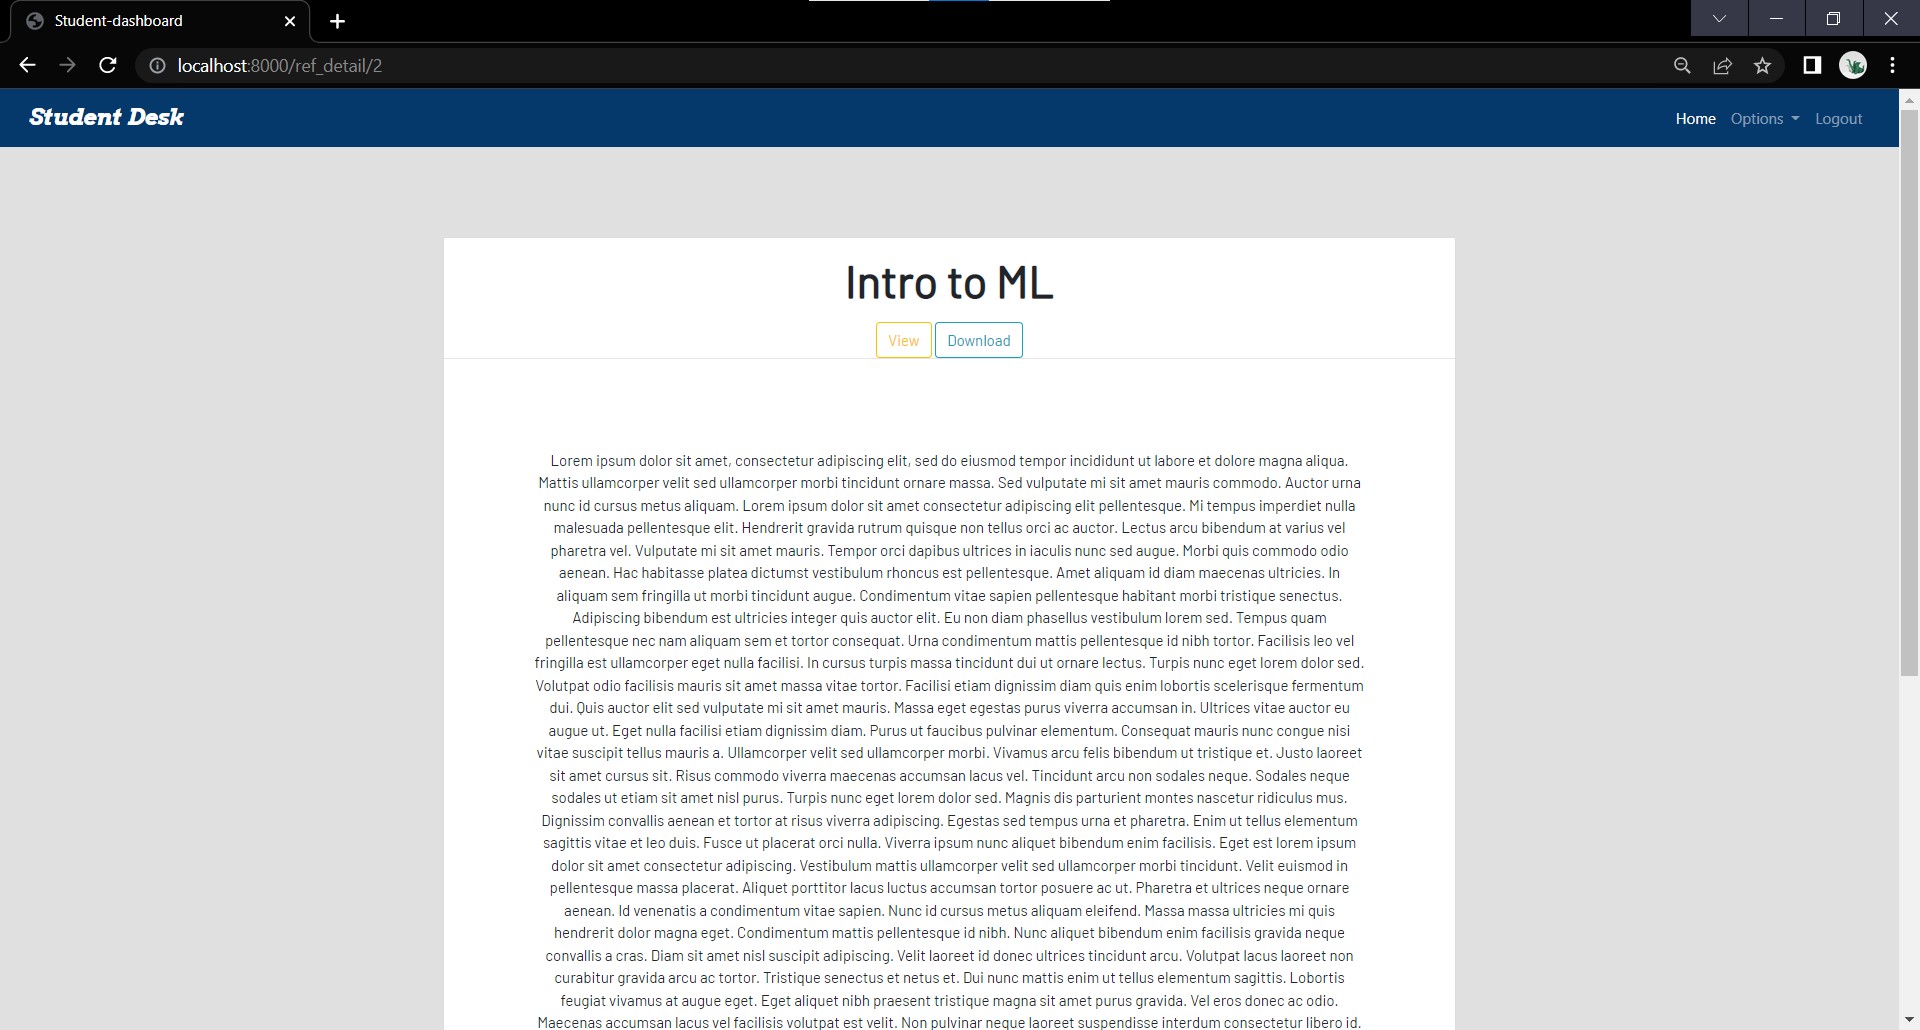 Student-dashboard
localhost:8000/ref_detail/2
Student Desk
Home Options Logout
Intro to ML
View Download
Lorem ipsum dolor sit amet, consectetur adipiscing elit, sed do eiusmod tempor incididunt ut labore et dolore magna aliqua.
Mattis ullamcorper velit sed ullamcorper morbi tincidunt ornare massa. Sed vulputate mi sit amet mauris commodo. Auctor urna
nunc id cursus metus aliquam. Lorem ipsum dolor sit amet consectetur adipiscing elit pellentesque. Mi tempus imperdiet nulla
malesuada pellentesque elit. Hendrerit gravida rutrum quisque non tellus orci ac auctor. Lectus arcu bibendum at varius vel
pharetra vel. Vulputate mi sit amet mauris. Tempor orci dapibus ultrices in iaculis nunc sed augue. Morbi quis commodo odio
aenean. Hac habitasse platea dictumst vestibulum rhoncus est pellentesque. Amet aliquam id diam maecenas ultricies. In
aliquam sem fringilla ut morbi tincidunt augue. Condimentum vitae sapien pellentesque habitant morbi tristique senectus.
Adipiscing bibendum est ultricies integer quis auctor elit. Eu non diam phasellus vestibulum lorem sed. Tempus quam
pellentesque nec nam aliquam sem et tortor consequat. Urna condimentum mattis pellentesque id nibh tortor. Facilisis leo vel
fringilla est ullamcorper eget nulla facilisi. In cursus turpis massa tincidunt dui ut ornare lectus. Turpis nunc eget lorem dolor sed.
Volutpat odio facilisis mauris sit amet massa vitae tortor. Facilisi etiam dignissim diam quis enim lobortis scelerisque fermentum
dui. Quis auctor elit sed vulputate mi sit amet mauris. Massa eget egestas purus viverra accumsan in. Ultrices vitae auctor eu
augue ut. Eget nulla facilisi etiam dignissim diam. Purus ut faucibus pulvinar elementum. Consequat mauris nunc congue nisi
vitae suscipit tellus mauris a. Ullamcorper velit sed ullamcorper morbi. Vivamus arcu felis bibendum ut tristique et. Justo laoreet
sit amet cursus sit. Risus commodo viverra maecenas accumsan lacus vel. Tincidunt arcu non sodales neque. Sodales neque
sodales ut etiam sit amet nisl purus. Turpis nunc eget lorem dolor sed. Magnis dis parturient montes nascetur ridiculus mus.
Dignissim convallis aenean et tortor at risus viverra adipiscing. Egestas sed tempus urna et pharetra. Enim ut tellus elementum
sagittis vitae et leo duis. Fusce ut placerat orci nulla. Viverra ipsum nunc aliquet bibendum enim facilisis. Eget est lorem ipsum
dolor sit amet consectetur adipiscing. Vestibulum mattis ullamcorper velit sed ullamcorper morbi tincidunt. Velit euismod in
pellentesque massa placerat. Aliquet porttitor lacus luctus accumsan tortor posuere ac ut. Pharetra et ultrices neque ornare
aenean. Id venenatis a condimentum vitae sapien. Nunc id cursus metus aliquam eleifend. Massa massa ultricies mi quis
hendrerit dolor magna eget. Condimentum mattis pellentesque id nibh. Nunc aliquet bibendum enim facilisis gravida neque
convallis a cras. Diam sit amet nisl suscipit adipiscing. Velit laoreet id donec ultrices tincidunt arcu. Volutpat lacus laoreet non
curabitur gravida arcu ac tortor. Tristique senectus et netus et. Dui nunc mattis enim ut tellus elementum sagittis. Lobortis
feugiat vivamus at augue eget. Eget aliquet nibh praesent tristique magna sit amet purus gravida. Vel eros donec ac odio.
Maecenas accumsan lacus vel facilisis volutpat est velit. Non pulvinar neque laoreet suspendisse interdum consectetur libero id.